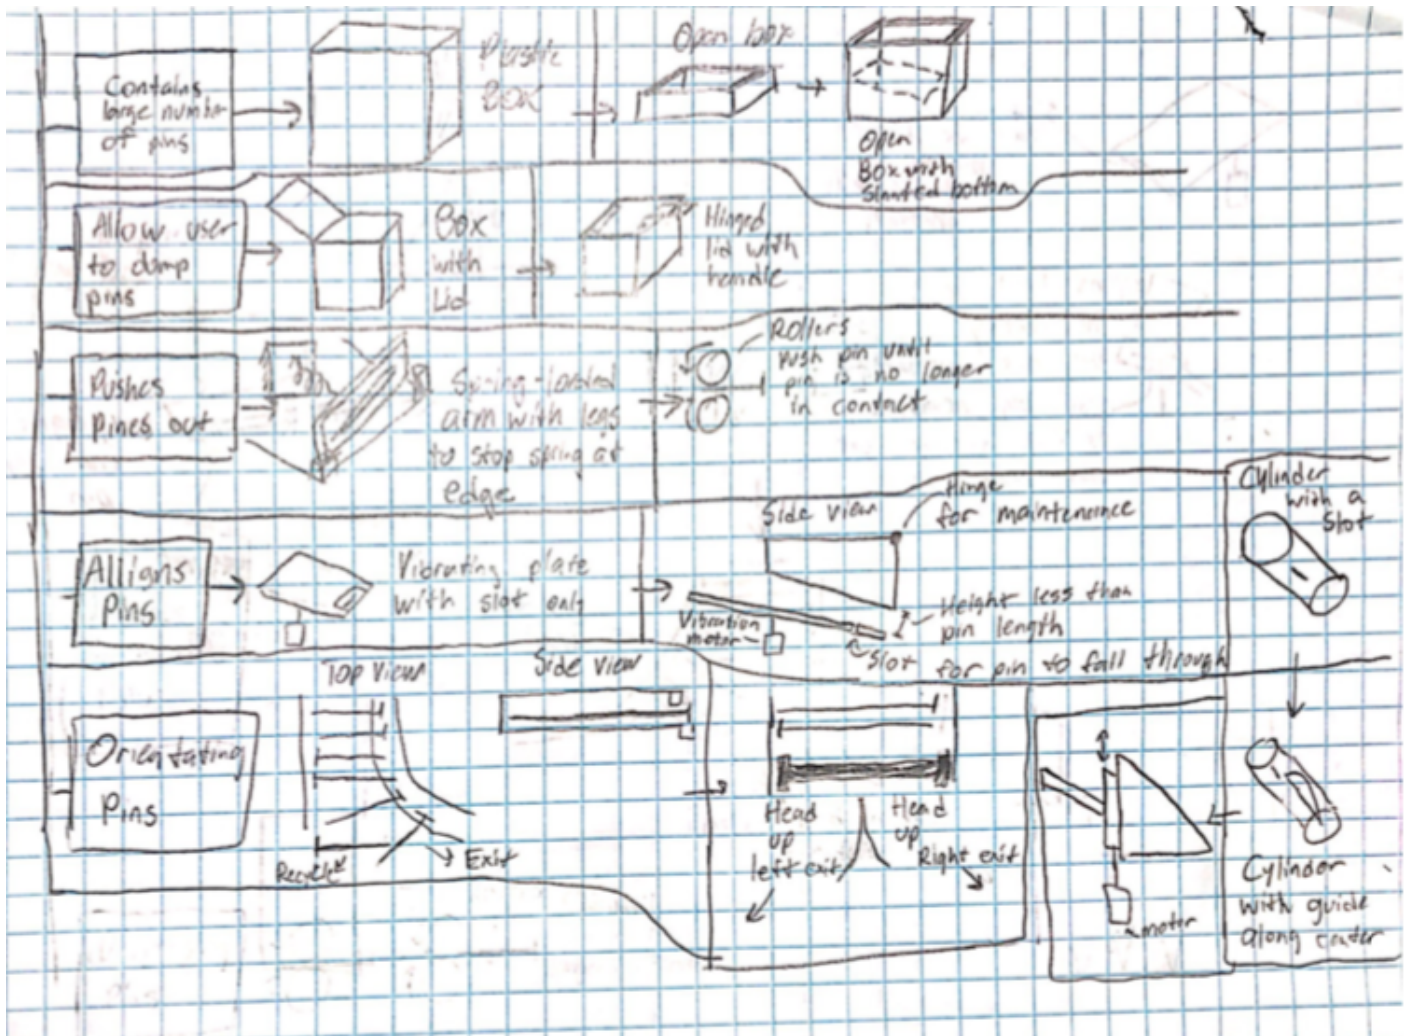 Contains
large number
of pins
Plastic
Box
Open box
Open
Box with
slanted bottom
Allow user
to dump
pins
Box
with
Lid
Hinged
lid with
handle
Pushes
Pines out
Spring-loaded
arm with legs
to stop spring at
edge
Rollers
Push pin until
pin is no longer
in contact
Alligns
Pins
Vibrating plate
with slot only
Side view
Hinge
for maintenence
Vibration
motor
Height less than
pin length
Slot for pin to fall through
Cylinder
with a
Slot
Orientating
Pins
Top View
Side View
Recycle
Exit
Head
up
left exit
Head
up
Right exit
motor
Cylinder
with guide
along center